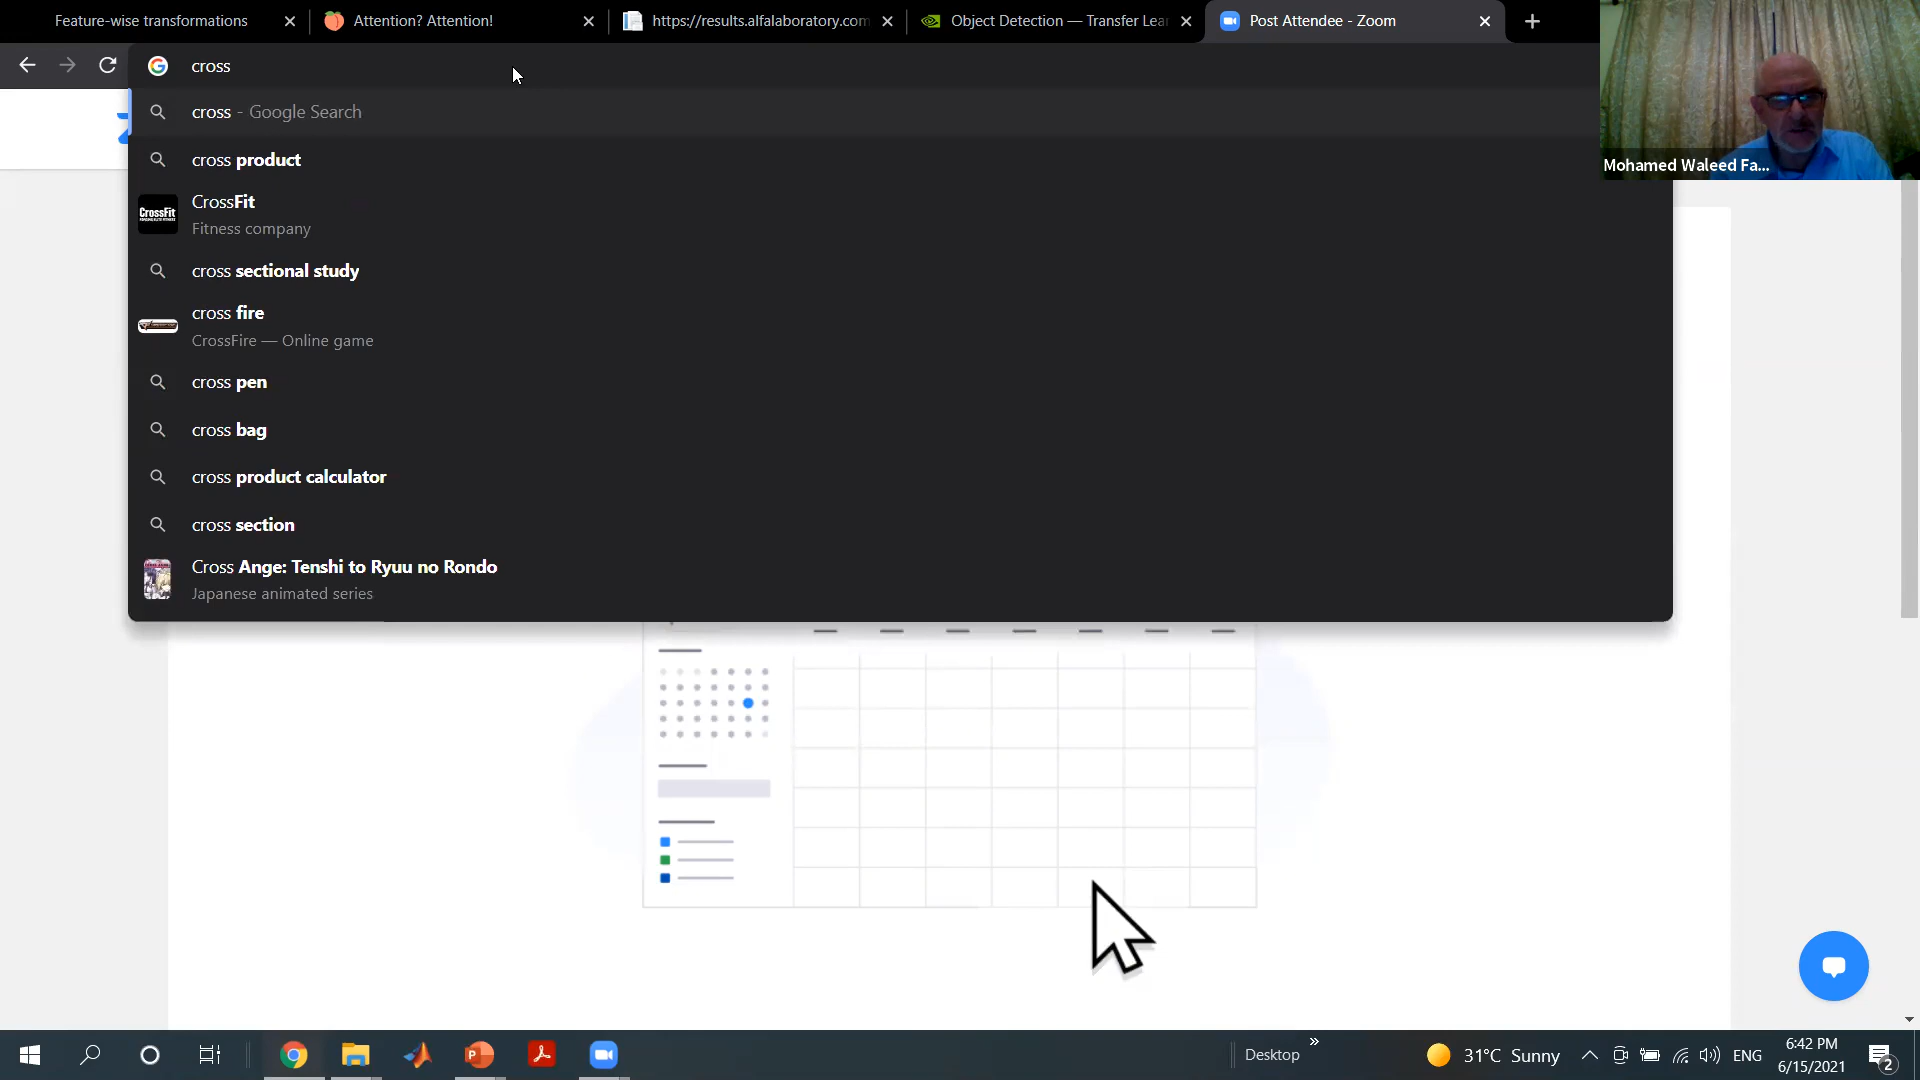 Feature-wise transformations
Attention? Attention!
https://results.alfalaboratory.com
Object Detection — Transfer Lea
Post Attendee - Zoom
cross
cross - Google Search
cross product
CrossFit
CrossFit
Fitness company
cross sectional study
cross fire
CrossFire — Online game
cross pen
cross bag
cross product calculator
cross section
Cross Ange: Tenshi to Ryuu no Rondo
Japanese animated series
Mohamed Waleed Fa...
Desktop
31°C Sunny
ENG
6:42 PM
6/15/2021
2